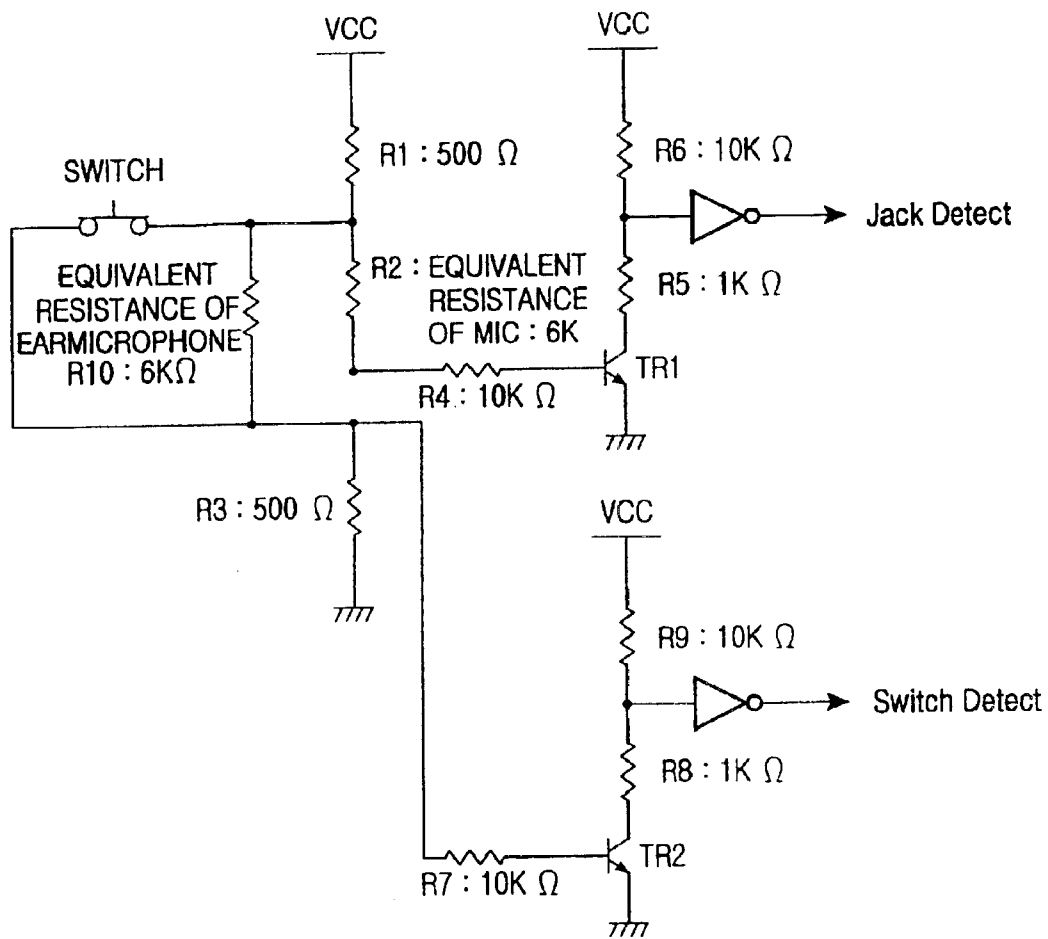 VCC
VCC
R1 : 500 Ω
R6 : 10K Ω
SWITCH
Jack Detect
R2 : EQUIVALENT
RESISTANCE
OF MIC : 6K
EQUIVALENT
RESISTANCE OF
EARMICROPHONE
R10 : 6KΩ
R5 : 1K Ω
TR1
R4 : 10K Ω
R3 : 500 Ω
VCC
R9 : 10K Ω
Switch Detect
R8 : 1K Ω
TR2
R7 : 10K Ω